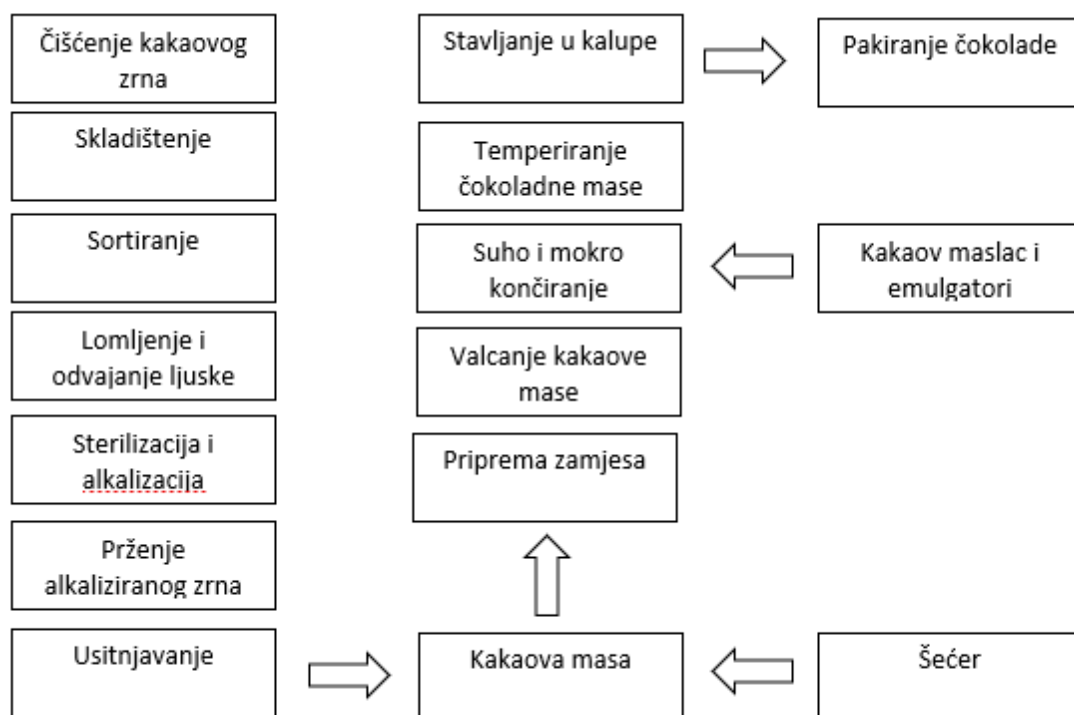 Čišćenje kakaovog
zrna
Skladištenje
Sortiranje
Lomljenje i
odvajanje ljuske
Sterilizacija i
alkalizacija
Prženje
alkaliziranog zrna
Usitnjavanje
Stavljanje u kalupe
Temperiranje
čokoladne mase
Suho i mokro
končiranje
Valcanje kakaove
mase
Priprema zamjesa
Kakaova masa
Pakiranje čokolade
Kakaov maslac i
emulgatori
Šećer